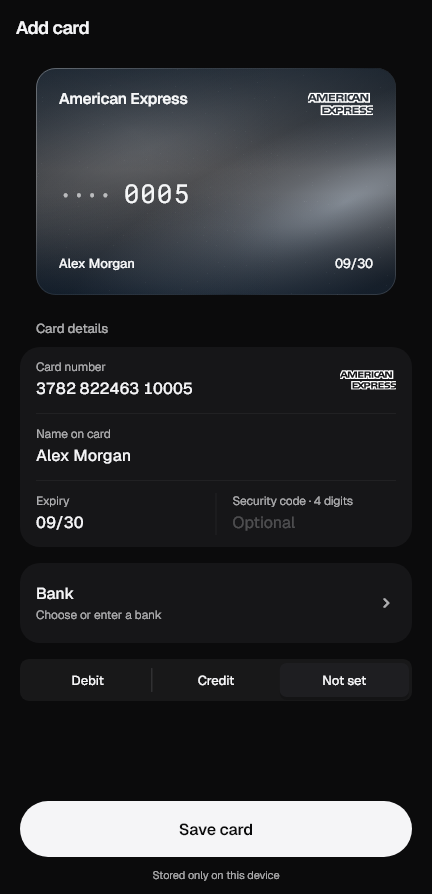 Add card
American Express
AMERICAN
EXPRESS
•••• 0005
Alex Morgan
09/30
Card details
Card number
3782 822463 10005
AMERICAN
EXPRESS
Name on card
Alex Morgan
Expiry
09/30
Security code · 4 digits
Optional
Bank
Choose or enter a bank
Debit
Credit
Not set
Save card
Stored only on this device